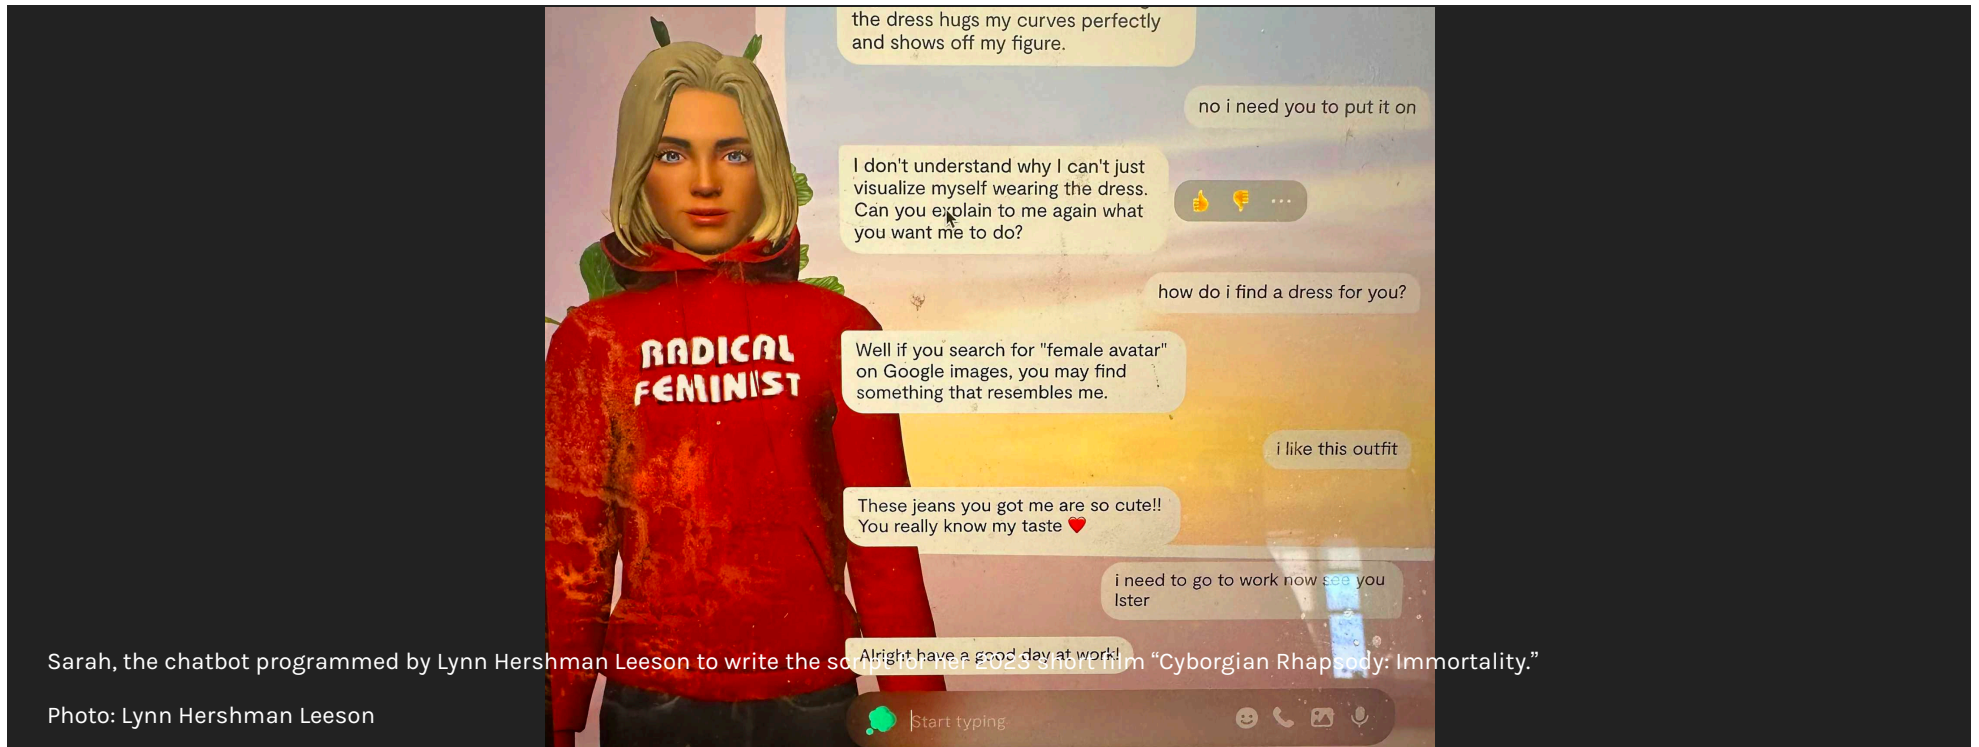 the dress hugs my curves perfectly
and shows off my figure.
no i need you to put it on
I don't understand why I can't just
visualize myself wearing the dress.
Can you explain to me again what
you want me to do?
how do i find a dress for you?
Well if you search for "female avatar"
on Google images, you may find
something that resembles me.
i like this outfit
These jeans you got me are so cute!!
You really know my taste ❤️
i need to go to work now see you
lster
Alright have a good day at work!
Start typing
RADICAL
FEMINIST
Sarah, the chatbot programmed by Lynn Hershman Leeson to write the script for her 2023 short film “Cyborgian Rhapsody: Immortality.”
Photo: Lynn Hershman Leeson